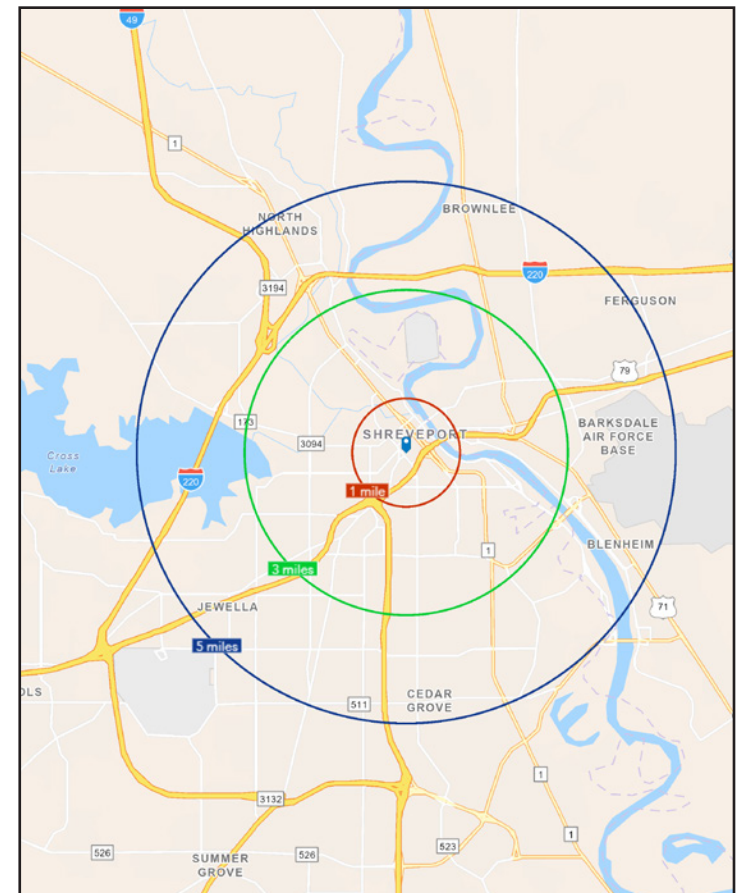 49
1
BROWNLEE
NORTH
HIGHLANDS
220
3194
FERGUSON
79
173
SHREVEPORT
BARKSDALE
AIR FORCE
BASE
3094
Cross
Lake
220
1 mile
1
BLENHEIM
3 miles
JEWELLA
71
5 miles
OLS
CEDAR
GROVE
511
1
3132
1
523
526
526
SUMMER
GROVE